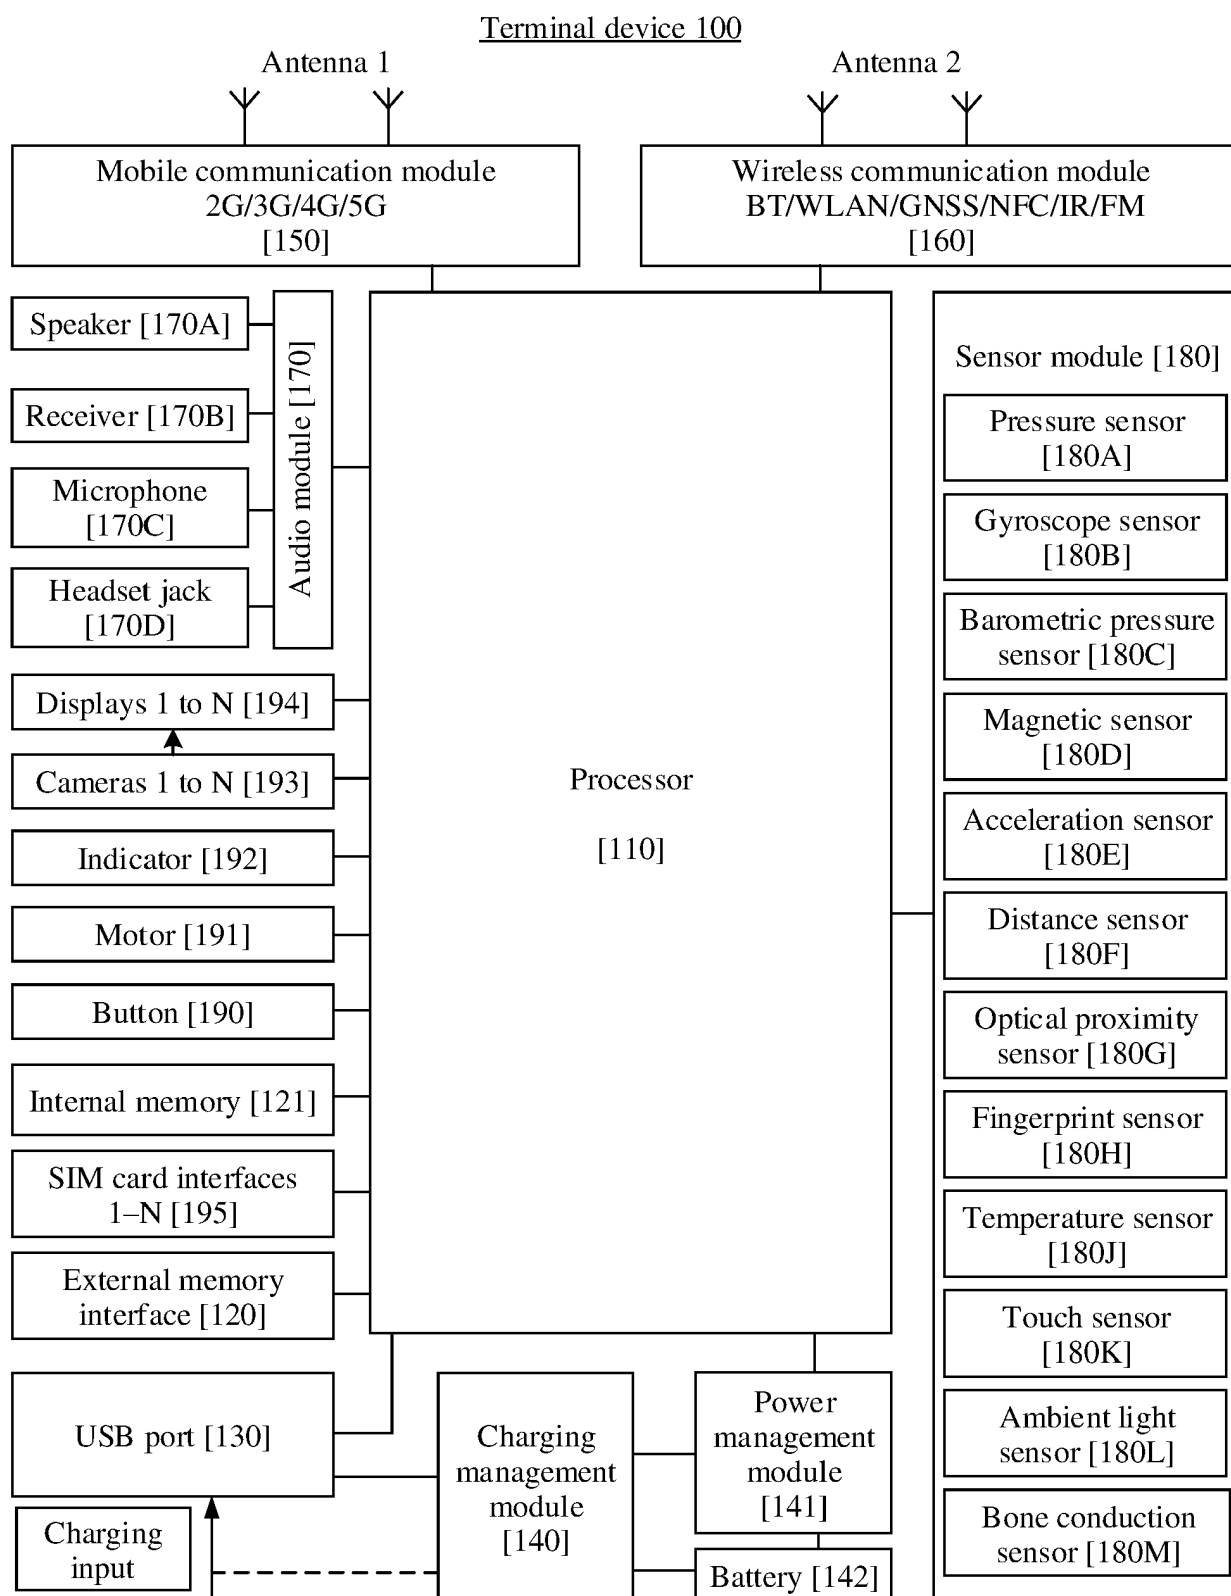 Terminal device 100
Antenna 1
Antenna 2
Mobile communication module
2G/3G/4G/5G
[150]
Wireless communication module
BT/WLAN/GNSS/NFC/IR/FM
[160]
Speaker [170A]
Receiver [170B]
Microphone
[170C]
Headset jack
[170D]
Audio module [170]
Displays 1 to N [194]
Cameras 1 to N [193]
Indicator [192]
Motor [191]
Button [190]
Internal memory [121]
SIM card interfaces
1–N [195]
External memory
interface [120]
USB port [130]
Charging
input
Processor
[110]
Charging
management
module
[140]
Power
management
module
[141]
Battery [142]
Sensor module [180]
Pressure sensor
[180A]
Gyroscope sensor
[180B]
Barometric pressure
sensor [180C]
Magnetic sensor
[180D]
Acceleration sensor
[180E]
Distance sensor
[180F]
Optical proximity
sensor [180G]
Fingerprint sensor
[180H]
Temperature sensor
[180J]
Touch sensor
[180K]
Ambient light
sensor [180L]
Bone conduction
sensor [180M]